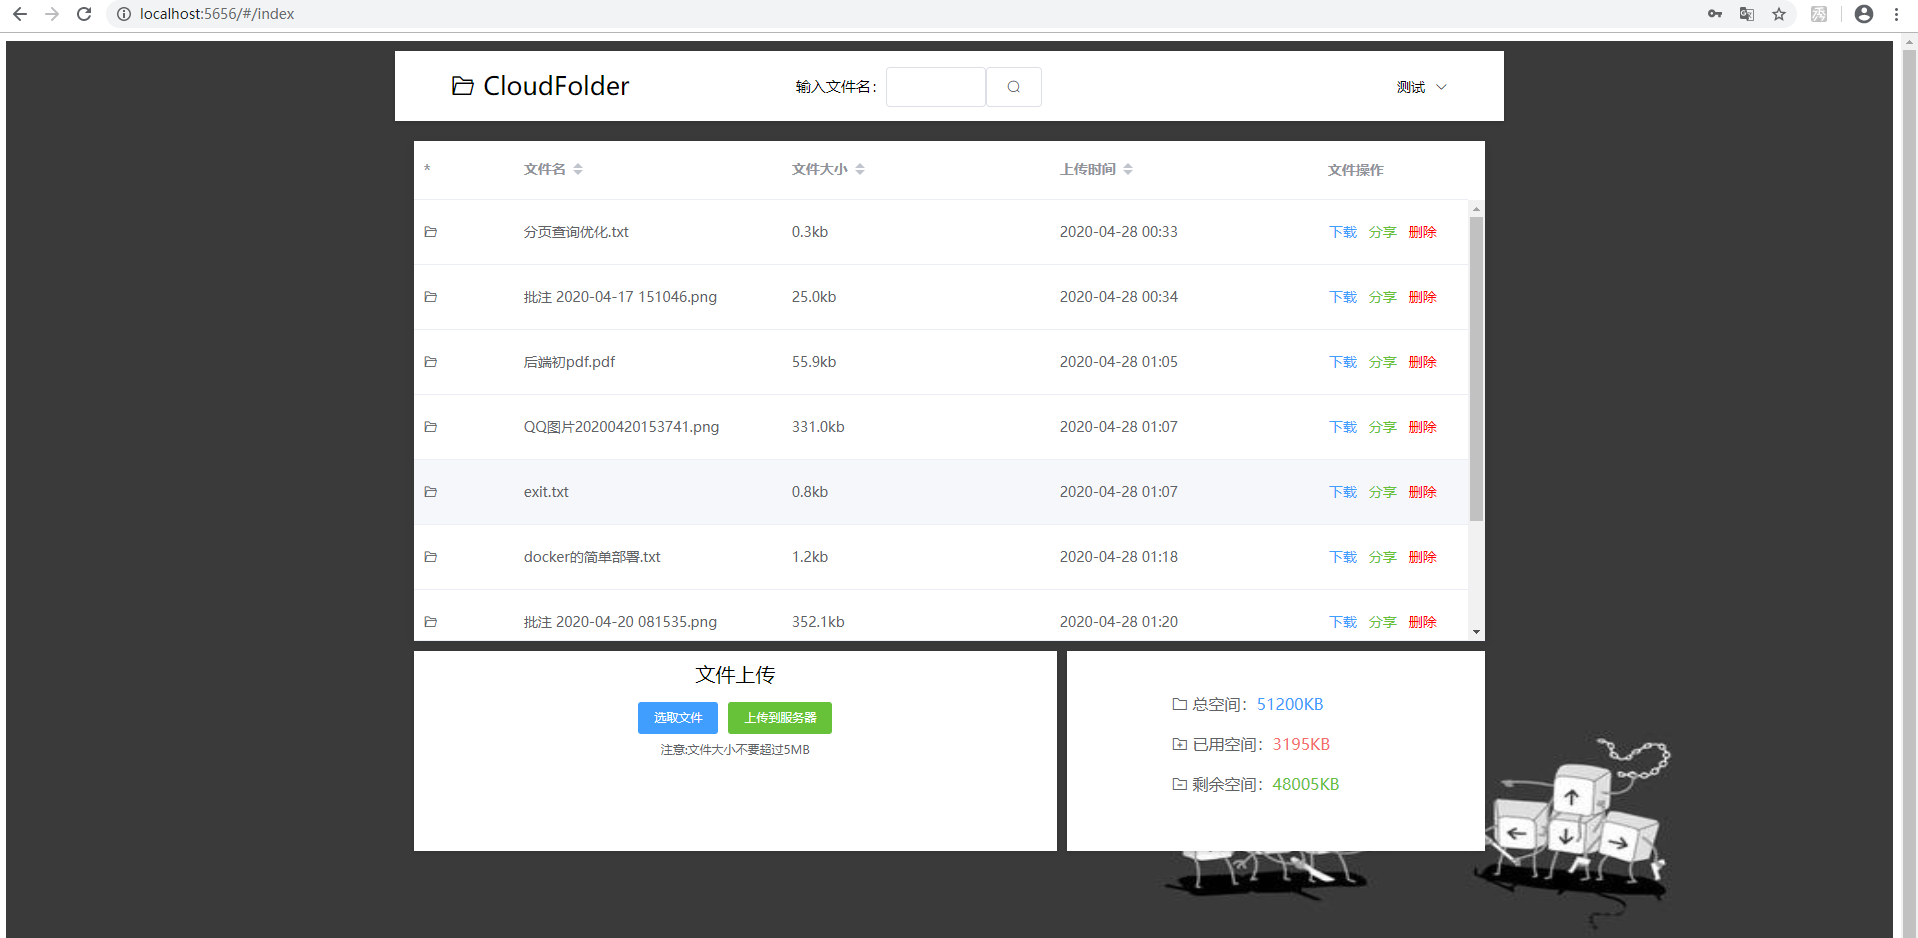 localhost:5656/#/index
CloudFolder 输入文件名： 测试
* 文件名 文件大小 上传时间 文件操作
分页查询优化.txt 0.3kb 2020-04-28 00:33 下载 分享 删除
批注 2020-04-17 151046.png 25.0kb 2020-04-28 00:34 下载 分享 删除
后端初pdf.pdf 55.9kb 2020-04-28 01:05 下载 分享 删除
QQ图片20200420153741.png 331.0kb 2020-04-28 01:07 下载 分享 删除
exit.txt 0.8kb 2020-04-28 01:07 下载 分享 删除
docker的简单部署.txt 1.2kb 2020-04-28 01:18 下载 分享 删除
批注 2020-04-20 081535.png 352.1kb 2020-04-28 01:20 下载 分享 删除
文件上传
选取文件 上传到服务器
注意:文件大小不要超过5MB
总空间：51200KB
已用空间：3195KB
剩余空间：48005KB